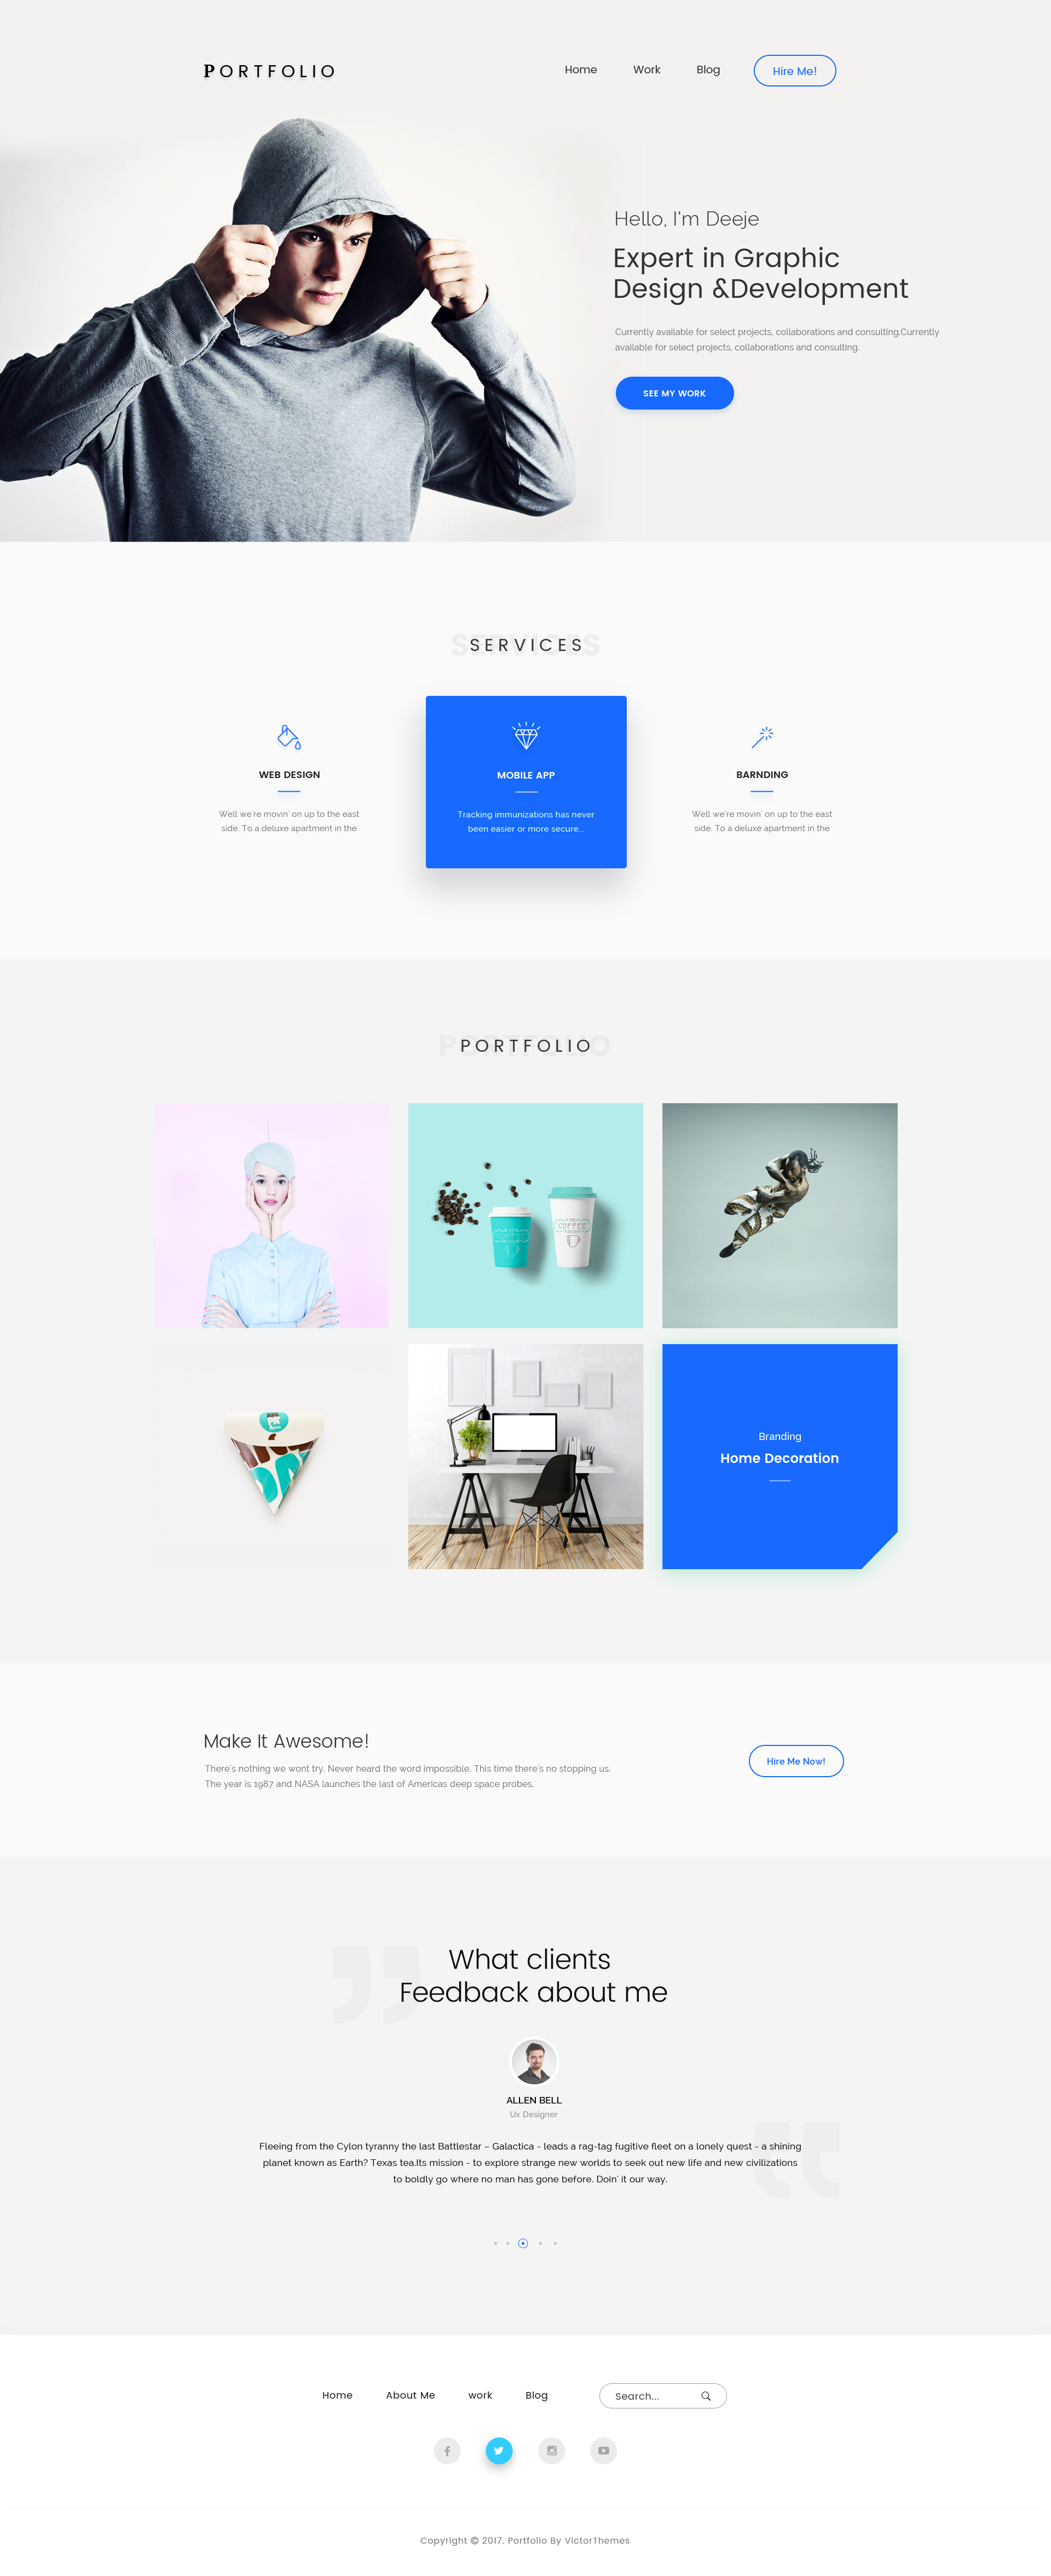 PORTFOLIO
Home Work Blog Hire Me!
Hello, I'm Deeje
Expert in Graphic
Design &Development
Currently available for select projects, collaborations and consulting.Currently
available for select projects, collaborations and consulting.
SEE MY WORK
SERVICES
SERVICES
WEB DESIGN
Well we're movin' on up to the east
side. To a deluxe apartment in the
MOBILE APP
Tracking immunizations has never
been easier or more secure...
BARNDING
Well we're movin' on up to the east
side. To a deluxe apartment in the
PORTFOLIO
PORTFOLIO
COFFEE
COFFEE
Branding
Home Decoration
Make It Awesome!
There's nothing we wont try. Never heard the word impossible. This time there's no stopping us.
The year is 1987 and NASA launches the last of Americas deep space probes.
Hire Me Now!
What clients
Feedback about me
ALLEN BELL
Ux Designer
Fleeing from the Cylon tyranny the last Battlestar – Galactica - leads a rag-tag fugitive fleet on a lonely quest - a shining
planet known as Earth? Texas tea.Its mission - to explore strange new worlds to seek out new life and new civilizations
to boldly go where no man has gone before. Doin' it our way.
Home About Me work Blog Search...
Copyright © 2017. Portfolio By VictorThemes